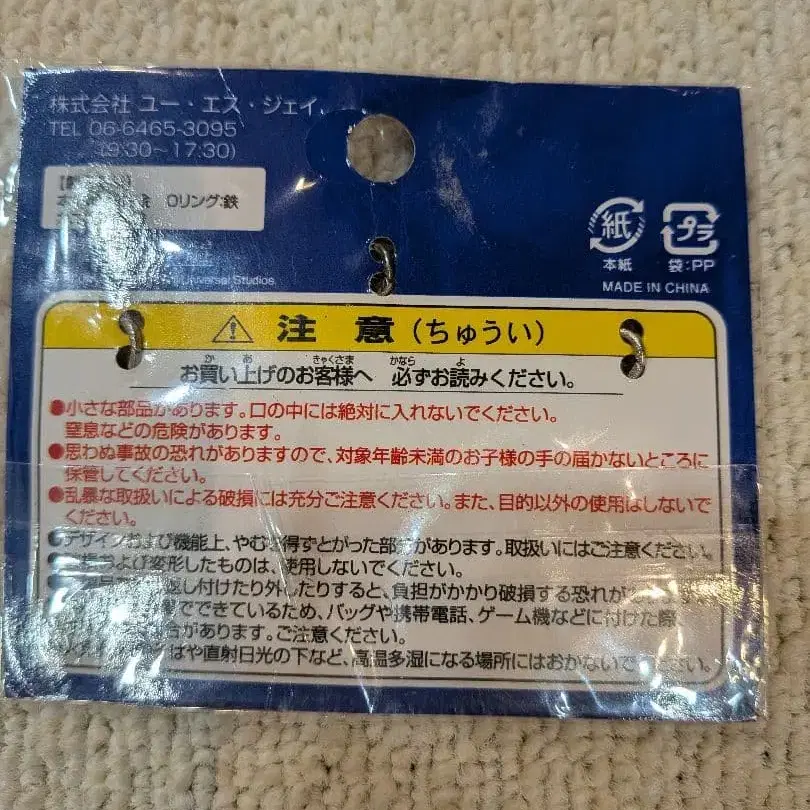 株式会社 ユー・エス・ジェイ
TEL 06-6465-3095
(9:30～17:30)
Oリング:鉄
Universal Studios
紙
本紙
プラ
袋:PP
MADE IN CHINA
注意(ちゅうい)
お買い上げのお客様へ 必ずお読みください。
●小さな部品があります。口の中には絶対に入れないでください。
窒息などの危険があります。
●思わぬ事故の恐れがありますので、対象年齢未満のお子様の手の届かないところに
保管してください。
●乱暴な取扱いによる破損には充分ご注意ください。また、目的以外の使用はしないで
ください。
●デザインおよび機能上、やむを得ずとがった部分があります。取扱いにはご注意ください。
および変形したものは、使用しないでください。
返し付けたり外したりすると、負担がかかり破損する恐れが
でできているため、バッグや携帯電話、ゲーム機などに付けた際、
があります。ご注意ください。
や直射日光の下など、高温多湿になる場所にはおかないでください。